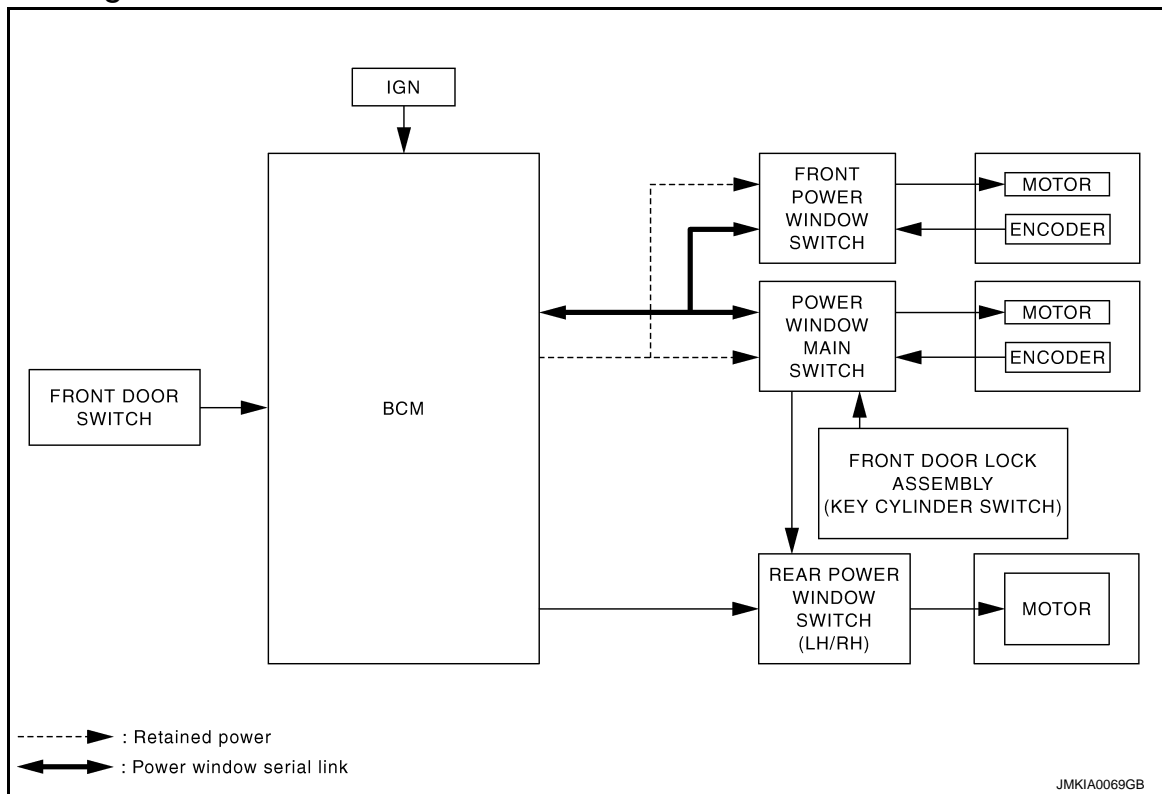 IGN
FRONT
POWER
WINDOW
SWITCH
MOTOR
ENCODER
POWER
WINDOW
MAIN
SWITCH
MOTOR
ENCODER
FRONT DOOR
SWITCH
BCM
FRONT DOOR LOCK
ASSEMBLY
(KEY CYLINDER SWITCH)
REAR POWER
WINDOW
SWITCH
(LH/RH)
MOTOR
: Retained power
: Power window serial link
JMKIA0069GB